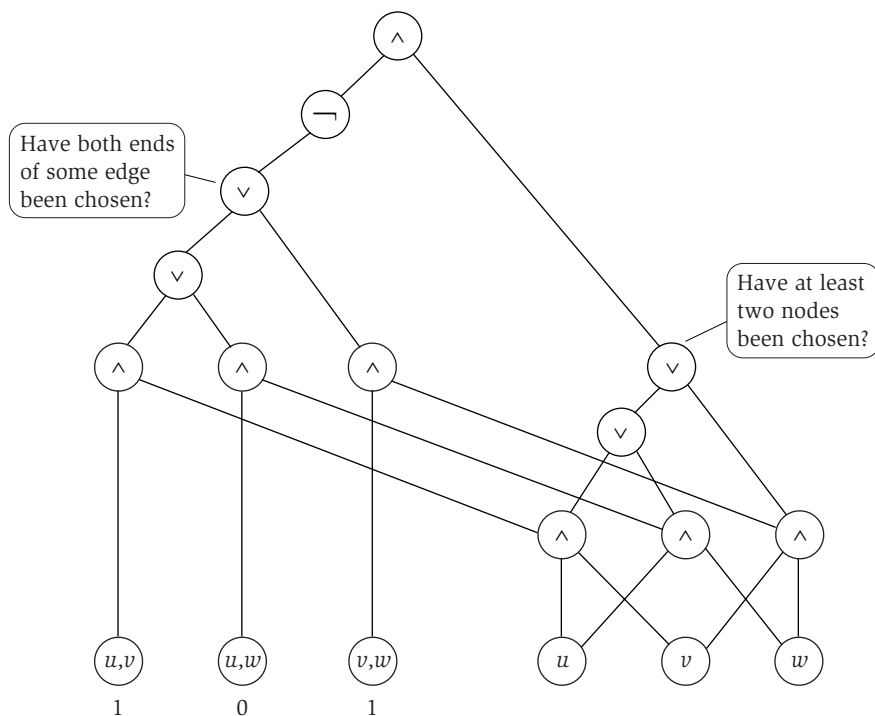 ∧
¬
Have both ends
of some edge
been chosen?
∨
∨
Have at least
two nodes
been chosen?
∧ ∧ ∧ ∨
∨
∧ ∧ ∧
u,v u,w v,w u v w
1 0 1